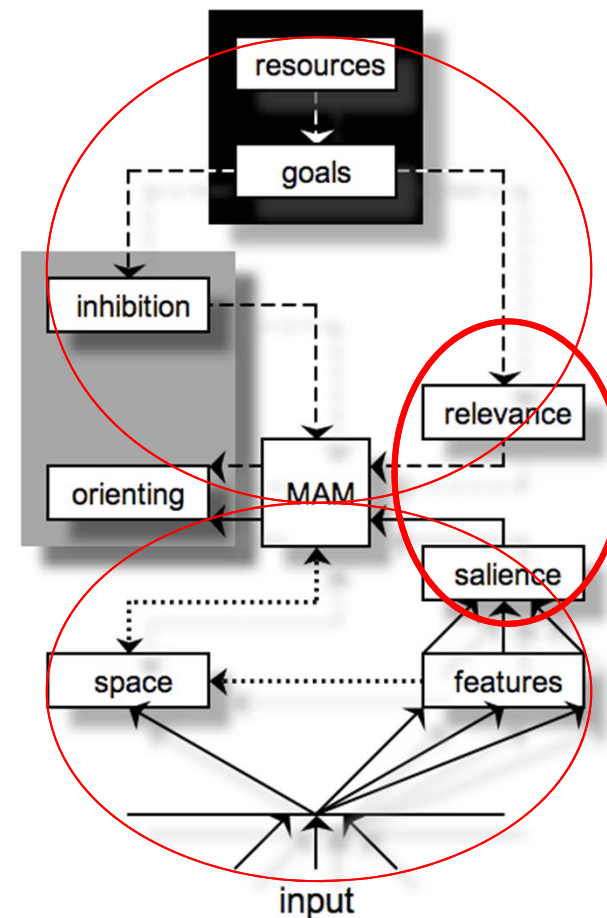 resources
goals
inhibition
relevance
orienting
MAM
salience
space
features
input